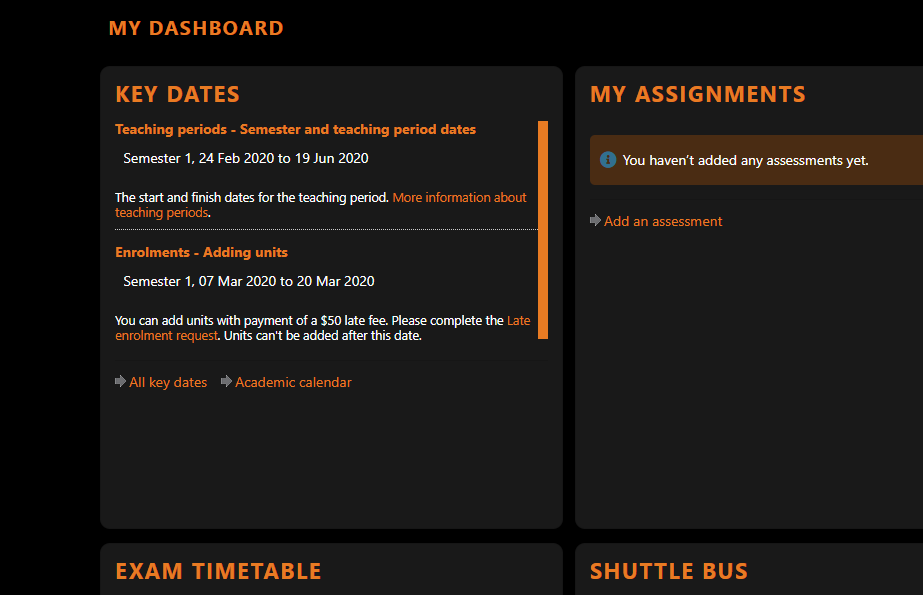 MY DASHBOARD
KEY DATES
Teaching periods - Semester and teaching period dates
Semester 1, 24 Feb 2020 to 19 Jun 2020
The start and finish dates for the teaching period. More information about
teaching periods.
Enrolments - Adding units
Semester 1, 07 Mar 2020 to 20 Mar 2020
You can add units with payment of a $50 late fee. Please complete the Late
enrolment request. Units can't be added after this date.
All key dates
Academic calendar
MY ASSIGNMENTS
You haven't added any assessments yet.
Add an assessment
EXAM TIMETABLE
SHUTTLE BUS